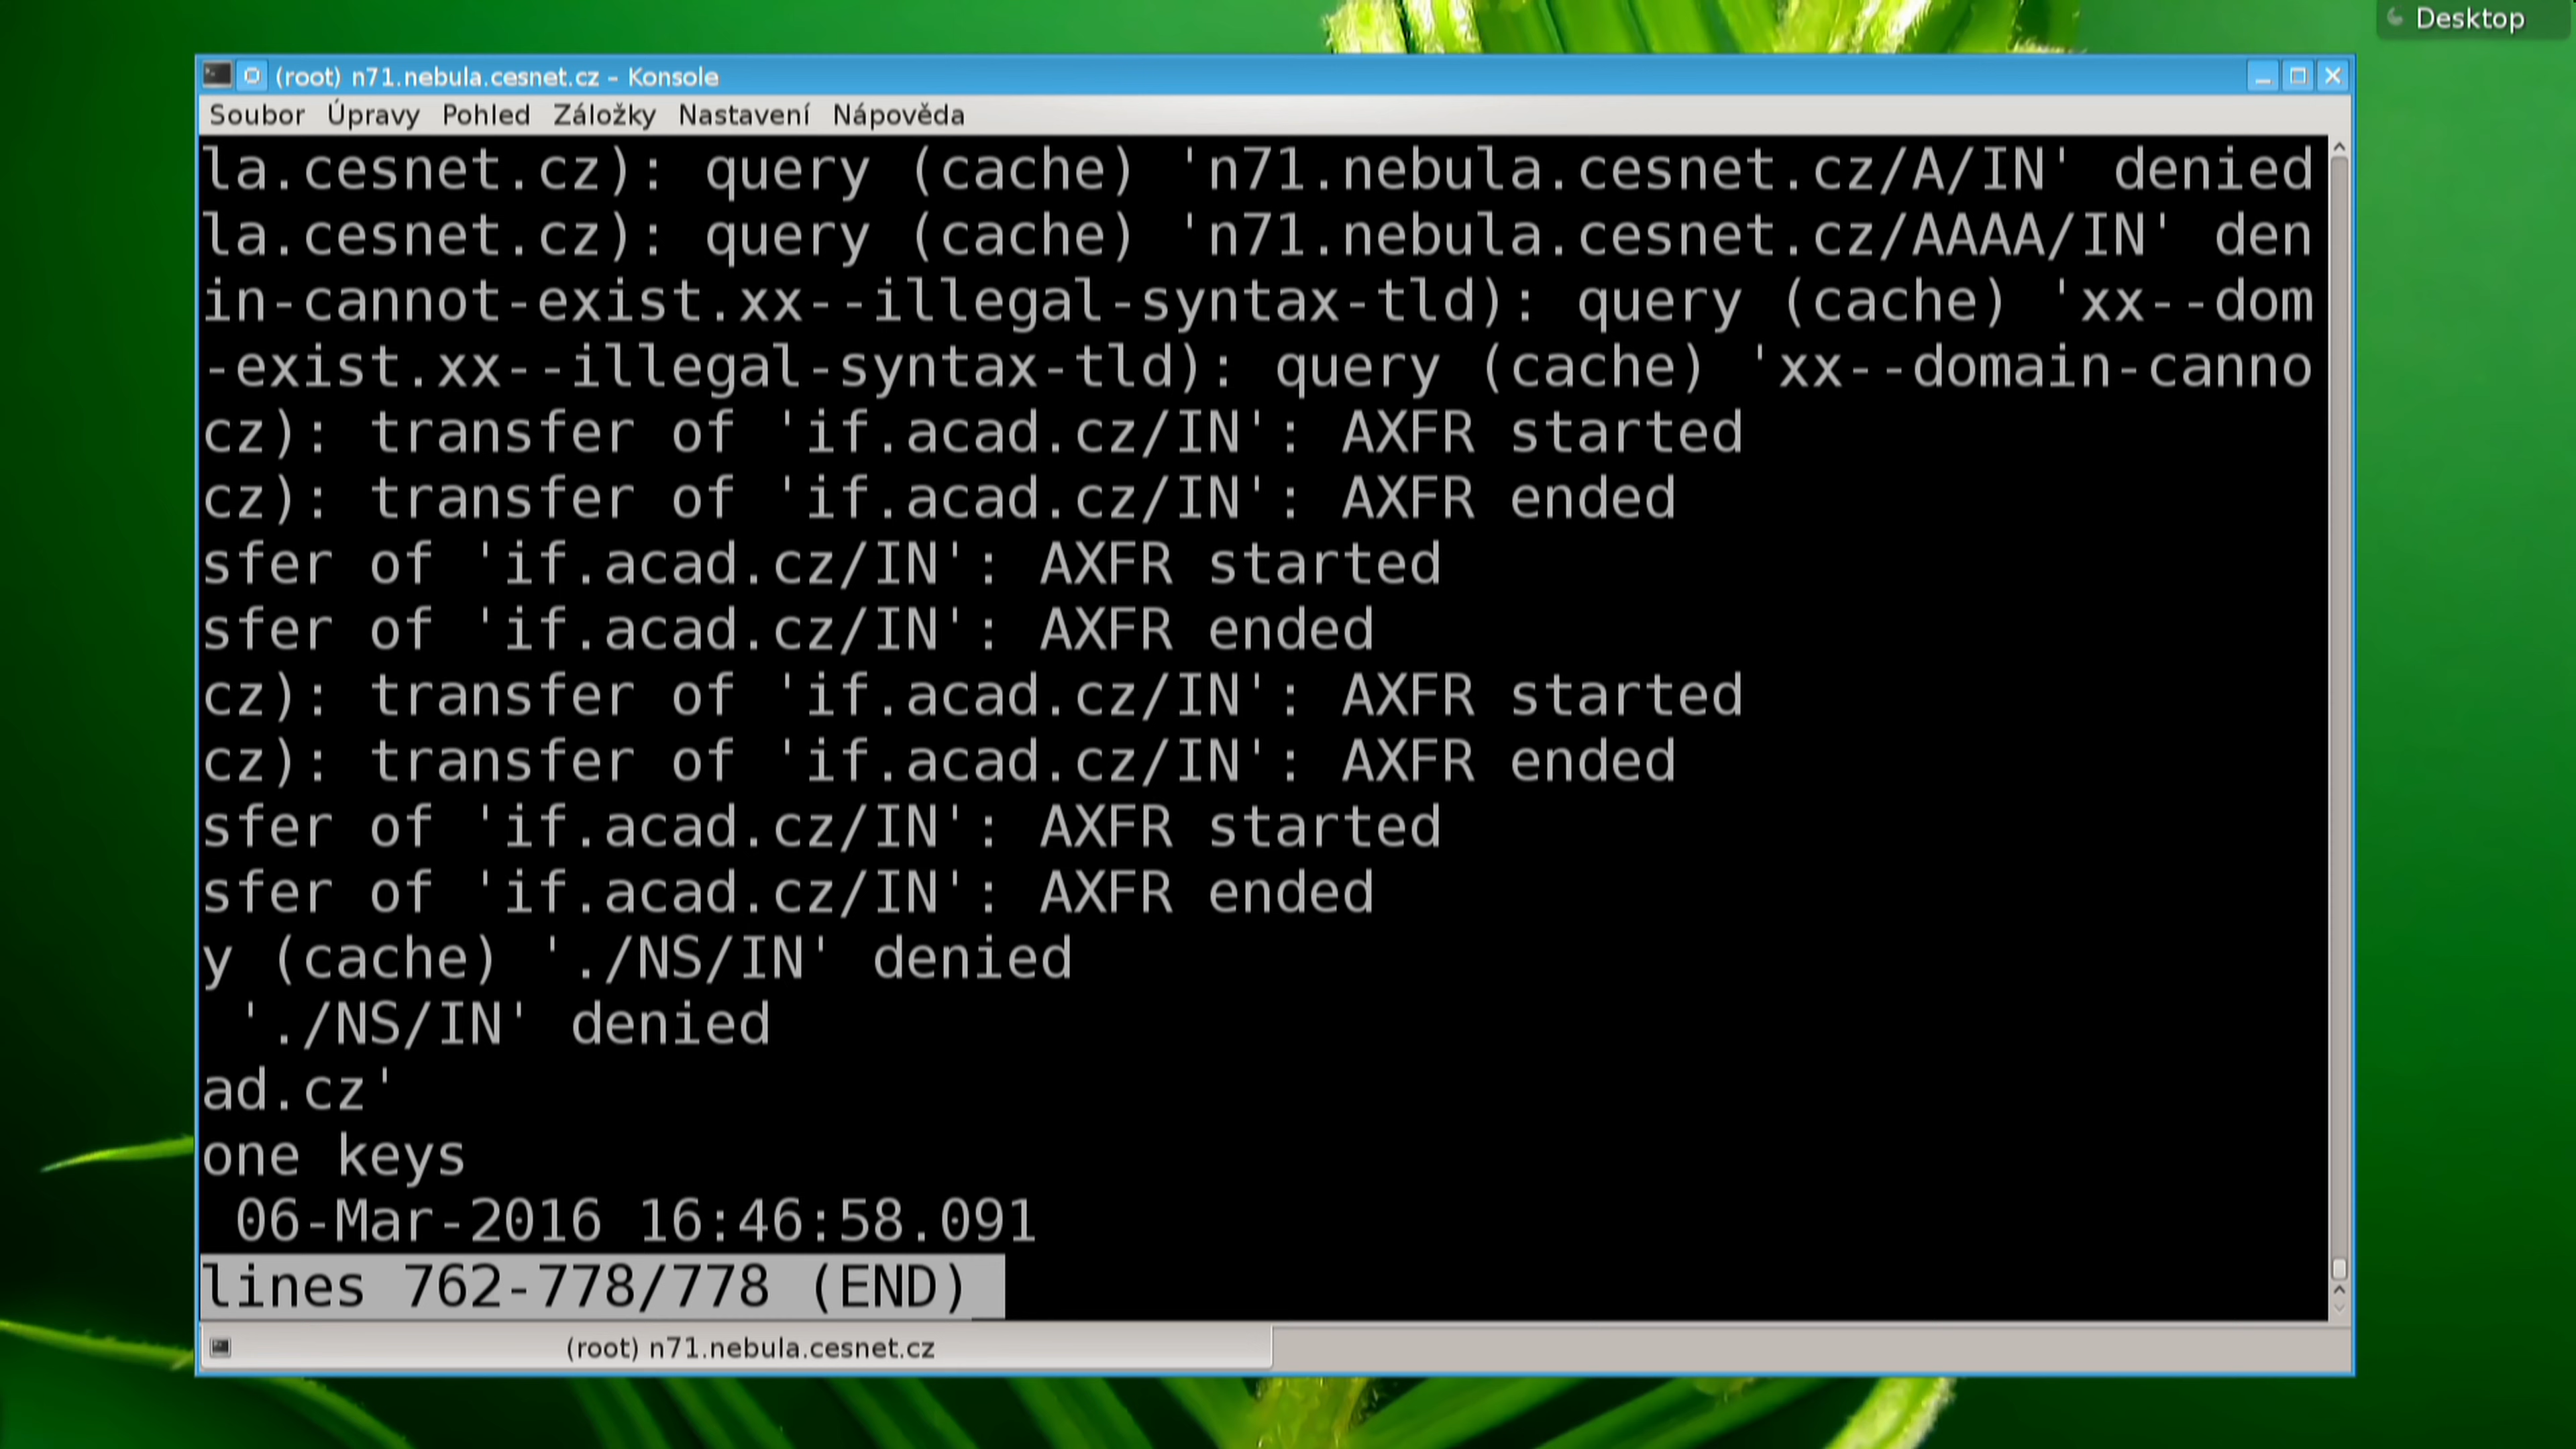 Desktop
(root) n71.nebula.cesnet.cz – Konsole
Soubor Úpravy Pohled Záložky Nastavení Nápověda
la.cesnet.cz): query (cache) 'n71.nebula.cesnet.cz/A/IN' denied
la.cesnet.cz): query (cache) 'n71.nebula.cesnet.cz/AAAA/IN' den
in-cannot-exist.xx--illegal-syntax-tld): query (cache) 'xx--dom
-exist.xx--illegal-syntax-tld): query (cache) 'xx--domain-canno
cz): transfer of 'if.acad.cz/IN': AXFR started
cz): transfer of 'if.acad.cz/IN': AXFR ended
sfer of 'if.acad.cz/IN': AXFR started
sfer of 'if.acad.cz/IN': AXFR ended
cz): transfer of 'if.acad.cz/IN': AXFR started
cz): transfer of 'if.acad.cz/IN': AXFR ended
sfer of 'if.acad.cz/IN': AXFR started
sfer of 'if.acad.cz/IN': AXFR ended
y (cache) './NS/IN' denied
 './NS/IN' denied
ad.cz'
one keys
 06-Mar-2016 16:46:58.091
lines 762-778/778 (END)
(root) n71.nebula.cesnet.cz